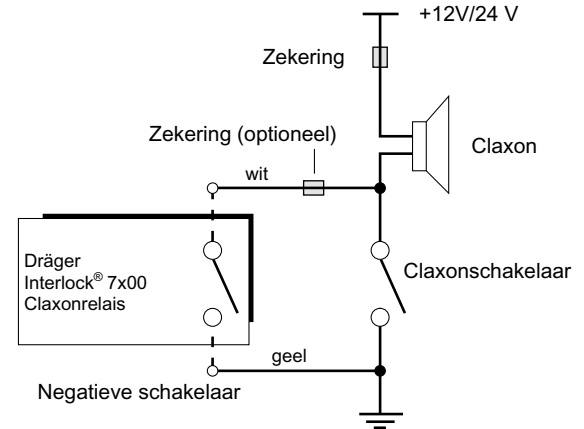 +12V/24 V
Zekering
Zekering (optioneel)
Claxon
wit
Dräger
Interlock® 7x00
Claxonrelais
Claxonschakelaar
geel
Negatieve schakelaar